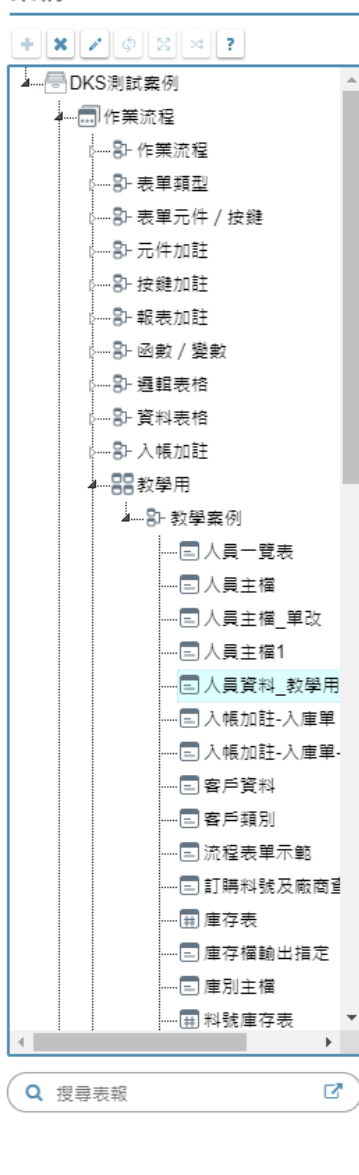 ?
DKS測試案例
作業流程
作業流程
表單類型
表單元件 / 按鍵
元件加註
按鍵加註
報表加註
函數 / 變數
邏輯表格
資料表格
入帳加註
教學用
教學案例
人員一覽表
人員主檔
人員主檔_單改
人員主檔1
人員資料_教學用
入帳加註-入庫單
入帳加註-入庫單-
客戶資料
客戶類別
流程表單示範
訂購料號及廠商
庫存表
庫存檔輸出指定
庫別主檔
料號庫存表
搜尋表報